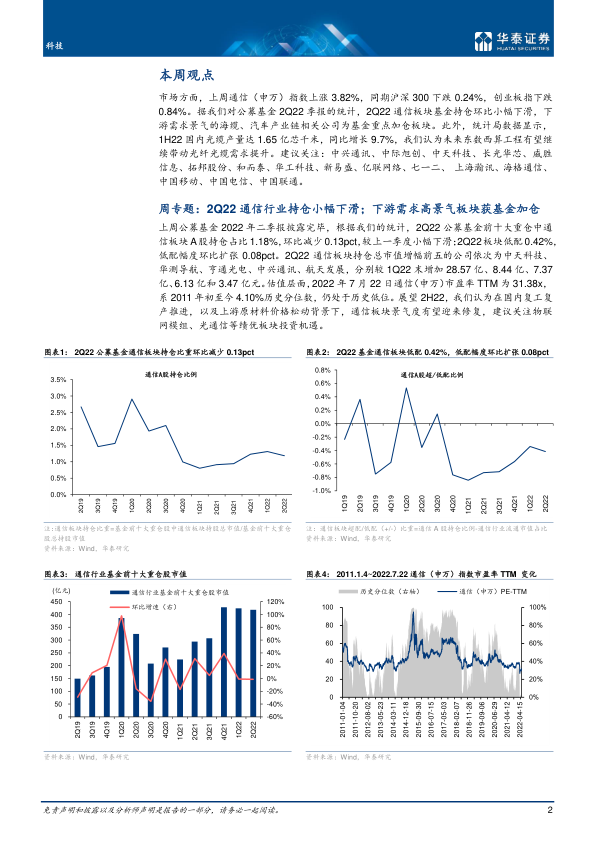 科技
华泰证券
HUATAI SECURITIES
本周观点
市场方面，上周通信（申万）指数上涨 3.82%，同期沪深 300 下跌 0.24%，创业板指下跌
0.84%。据我们对公募基金 2Q22 季报的统计，2Q22 通信板块基金持仓环比小幅下滑，下
游需求景气的海缆、汽车产业链相关公司为基金重点加仓板块。此外，统计局数据显示，
1H22 国内光缆产量达 1.65 亿芯千米，同比增长 9.7%，我们认为未来东数西算工程有望继
续带动光纤光缆需求提升。建议关注：中兴通讯、中际旭创、中天科技、长光华芯、威胜
信息、拓邦股份、和而泰、华工科技、新易盛、亿联网络、七一二、 上海瀚讯、海格通信、
中国移动、中国电信、中国联通。
周专题：2Q22 通信行业持仓小幅下滑；下游需求高景气板块获基金加仓
上周公募基金 2022 年二季报披露完毕，根据我们的统计，2Q22 公募基金前十大重仓中通
信板块 A 股持仓占比 1.18%，环比减少 0.13pct，较上一季度小幅下滑；2Q22 板块低配 0.42%，
低配幅度环比扩张 0.08pct。2Q22 通信板块持仓总市值增幅前五的公司依次为中天科技、
华测导航、亨通光电、中兴通讯、航天发展，分别较 1Q22 末增加 28.57 亿、8.44 亿、7.37
亿、6.13 亿和 3.47 亿元。估值层面，2022 年 7 月 22 日通信（申万）市盈率 TTM 为 31.38x，
系 2011 年初至今 4.10%历史分位数，仍处于历史低位。展望 2H22，我们认为在国内复工复
产推进，以及上游原材料价格松动背景下，通信板块景气度有望迎来修复，建议关注物联
网模组、光通信等绩优板块投资机遇。
图表1： 2Q22 公募基金通信板块持仓比重环比减少 0.13pct
通信A股持仓比例
3.5%
3.0%
2.5%
2.0%
1.5%
1.0%
0.5%
0.0%
2Q19 3Q19 4Q19 1Q20 2Q20 3Q20 4Q20 1Q21 2Q21 3Q21 4Q21 1Q22 2Q22
注：通信板块持仓比重=基金前十大重仓股中通信板块持股总市值/基金前十大重仓
股总持股市值
资料来源：Wind，华泰研究
图表2： 2Q22 基金通信板块低配 0.42%，低配幅度环比扩张 0.08pct
通信A股超/低配比例
0.8%
0.6%
0.4%
0.2%
0.0%
-0.2%
-0.4%
-0.6%
-0.8%
-1.0%
1Q19 2Q19 3Q19 4Q19 1Q20 2Q20 3Q20 4Q20 1Q21 2Q21 3Q21 4Q21 1Q22 2Q22
注：通信板块超配/低配（+/-）比重=通信 A 股持仓比例-通信行业流通市值占比
资料来源：Wind，华泰研究
图表3： 通信行业基金前十大重仓股市值
(亿元)
通信行业基金前十大重仓股市值
环比增速（右）
450
400
350
300
250
200
150
100
50
0
120%
100%
80%
60%
40%
20%
0%
-20%
-40%
-60%
2Q19 3Q19 4Q19 1Q20 2Q20 3Q20 4Q20 1Q21 2Q21 3Q21 4Q21 1Q22 2Q22
资料来源：Wind，华泰研究
图表4： 2011.1.4~2022.7.22 通信（申万）指数市盈率 TTM 变化
历史分位数（右轴）
通信（申万）PE-TTM
100
80
60
40
20
0
100%
80%
60%
40%
20%
0%
2011-01-04 2011-10-20 2012-08-02 2013-05-23 2014-03-11 2014-12-18 2015-09-30 2016-07-15 2017-05-03 2018-02-07 2018-11-26 2019-09-06 2020-06-29 2021-04-12 2022-04-15
资料来源：Wind，华泰研究
免责声明和披露以及分析师声明是报告的一部分，请务必一起阅读。
2